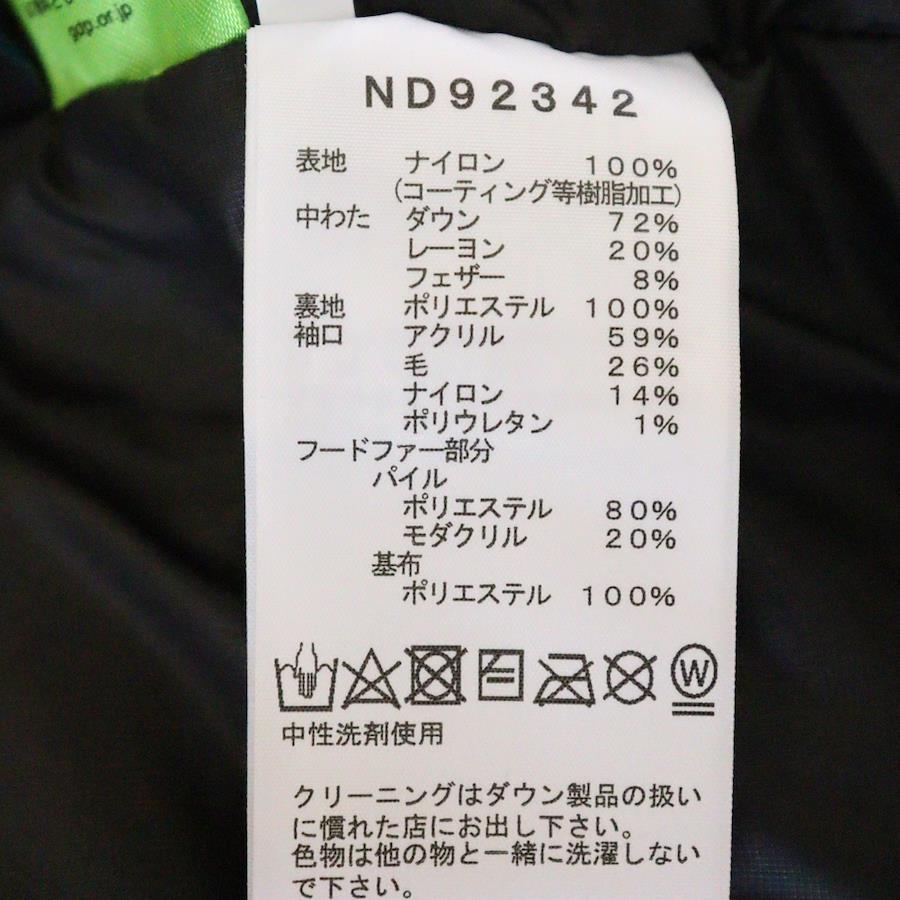 gdp.or.jp
ND92342
表地 ナイロン 100%
(コーティング等樹脂加工)
中わた ダウン 72%
レーヨン 20%
フェザー 8%
裏地 ポリエステル 100%
袖口 アクリル 59%
毛 26%
ナイロン 14%
ポリウレタン 1%
フードファー部分
パイル
ポリエステル 80%
モダクリル 20%
基布
ポリエステル 100%
W
中性洗剤使用
クリーニングはダウン製品の扱い
に慣れた店にお出し下さい。
色物は他の物と一緒に洗濯しない
で下さい。